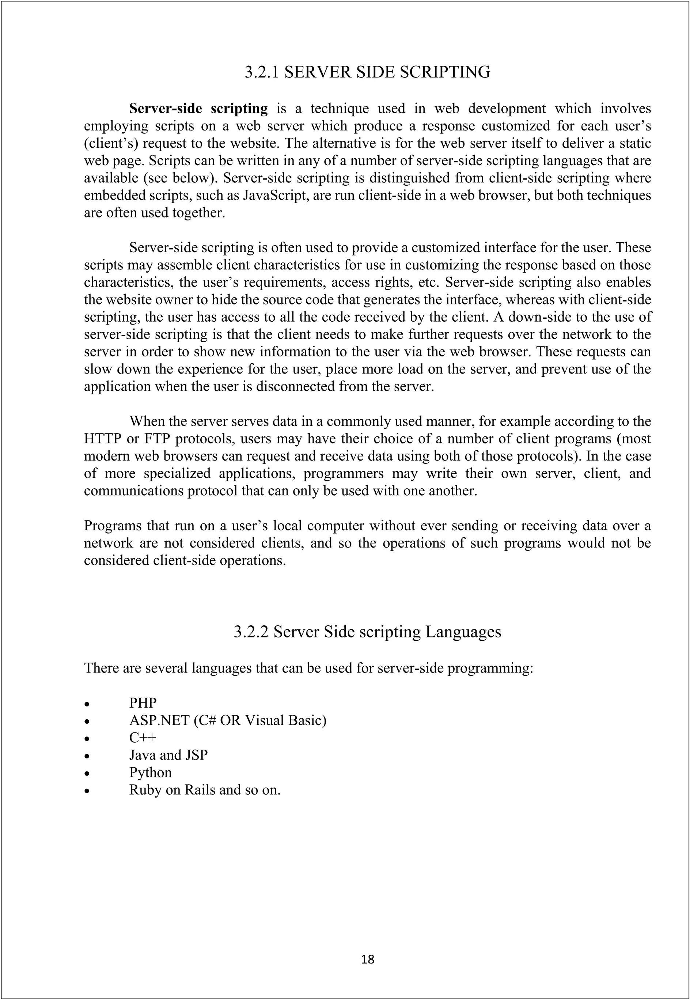 3.2.1 SERVER SIDE SCRIPTING
Server-side scripting is a technique used in web development which involves
employing scripts on a web server which produce a response customized for each user’s
(client’s) request to the website. The alternative is for the web server itself to deliver a static
web page. Scripts can be written in any of a number of server-side scripting languages that are
available (see below). Server-side scripting is distinguished from client-side scripting where
embedded scripts, such as JavaScript, are run client-side in a web browser, but both techniques
are often used together.
Server-side scripting is often used to provide a customized interface for the user. These
scripts may assemble client characteristics for use in customizing the response based on those
characteristics, the user’s requirements, access rights, etc. Server-side scripting also enables
the website owner to hide the source code that generates the interface, whereas with client-side
scripting, the user has access to all the code received by the client. A down-side to the use of
server-side scripting is that the client needs to make further requests over the network to the
server in order to show new information to the user via the web browser. These requests can
slow down the experience for the user, place more load on the server, and prevent use of the
application when the user is disconnected from the server.
When the server serves data in a commonly used manner, for example according to the
HTTP or FTP protocols, users may have their choice of a number of client programs (most
modern web browsers can request and receive data using both of those protocols). In the case
of more specialized applications, programmers may write their own server, client, and
communications protocol that can only be used with one another.
Programs that run on a user’s local computer without ever sending or receiving data over a
network are not considered clients, and so the operations of such programs would not be
considered client-side operations.
3.2.2 Server Side scripting Languages
There are several languages that can be used for server-side programming:
• PHP
• ASP.NET (C# OR Visual Basic)
• C++
• Java and JSP
• Python
• Ruby on Rails and so on.
18